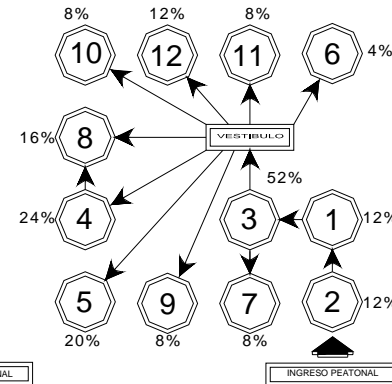 8% 12% 8%
10 12 11 6 4%
VESTIBULO
16% 8
52%
24% 4 3 1 12%
5 9 7 2 12%
20% 8% 8%
NAL INGRESO PEATONAL